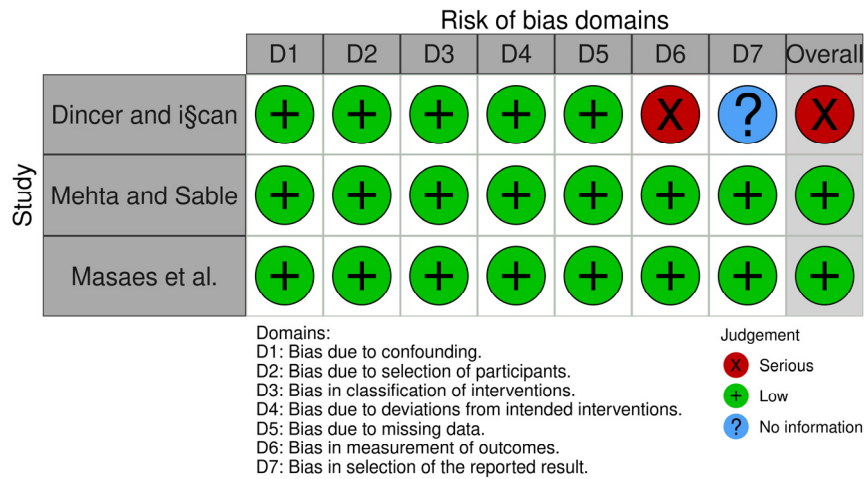 Risk of bias domains
D1 D2 D3 D4 D5 D6 D7 Overall
Study
Dincer and i§can + + + + + X ? X
Mehta and Sable + + + + + + + +
Masaes et al. + + + + + + + +
Domains:
D1: Bias due to confounding.
D2: Bias due to selection of participants.
D3: Bias in classification of interventions.
D4: Bias due to deviations from intended interventions.
D5: Bias due to missing data.
D6: Bias in measurement of outcomes.
D7: Bias in selection of the reported result.
Judgement
X Serious
+ Low
? No information